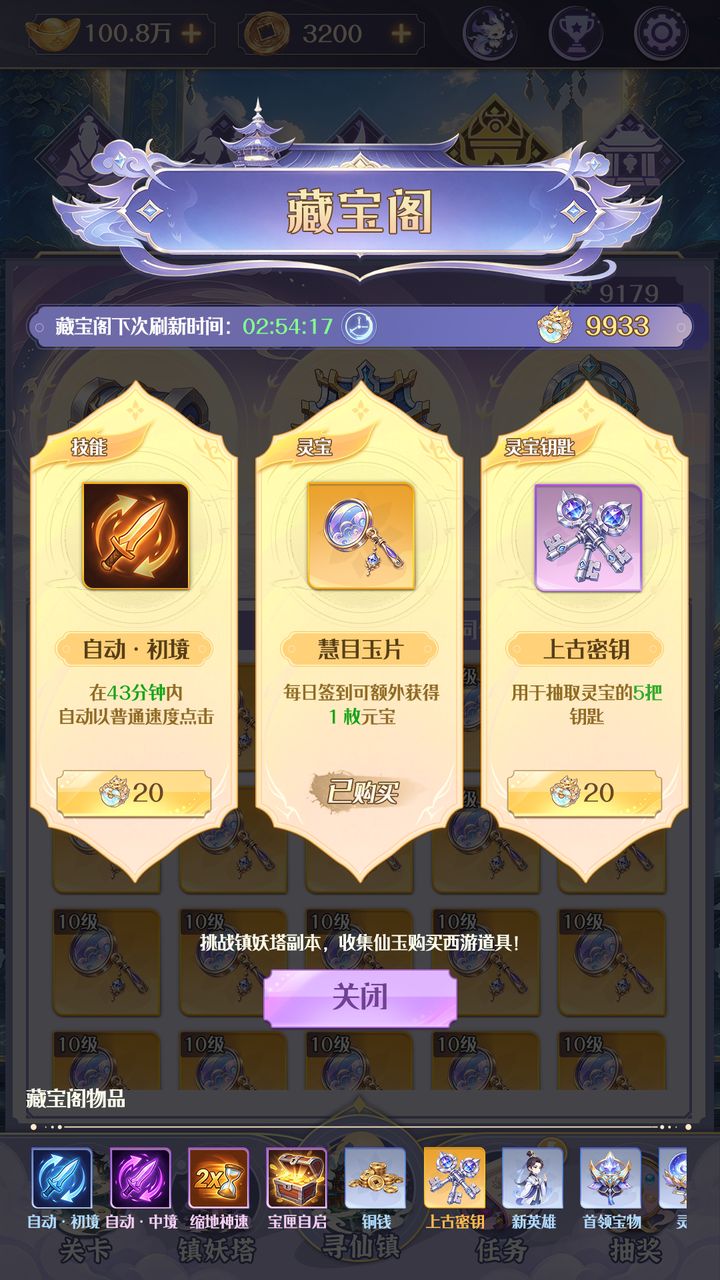 100.8万
3200
藏宝阁
9179
藏宝阁下次刷新时间：02:54:17
9933
技能
灵宝
灵宝钥匙
自动·初境
慧目玉片
上古密钥
在43分钟内
自动以普通速度点击
每日签到可额外获得
1 枚元宝
用于抽取灵宝的5把
钥匙
20
已购买
20
10级 10级 10级 10级 10级
挑战镇妖塔副本，收集仙玉购买西游道具！
关闭
10级 10级 10级 10级 10级
藏宝阁物品
2X
自动·初境 自动·中境 缩地神速 宝匣自启 铜钱 上古密钥 新英雄 首领宝物 灵
关卡 镇妖塔 寻仙镇 任务 抽奖